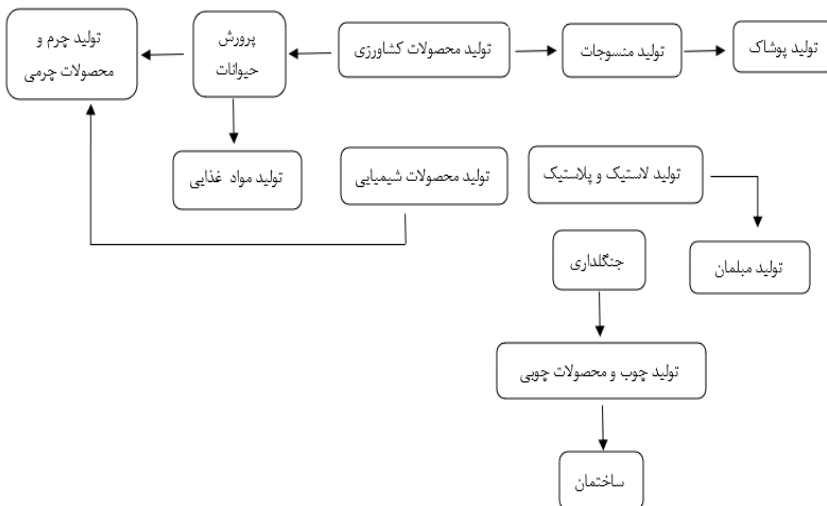 تولید چرم و
محصولات چرمی
پرورش
حیوانات
تولید محصولات کشاورزی
تولید منسوجات
تولید پوشاک
تولید مواد غذایی
تولید محصولات شیمیایی
تولید لاستیک و پلاستیک
جنگلداری
تولید مبلمان
تولید چوب و محصولات چوبی
ساختمان